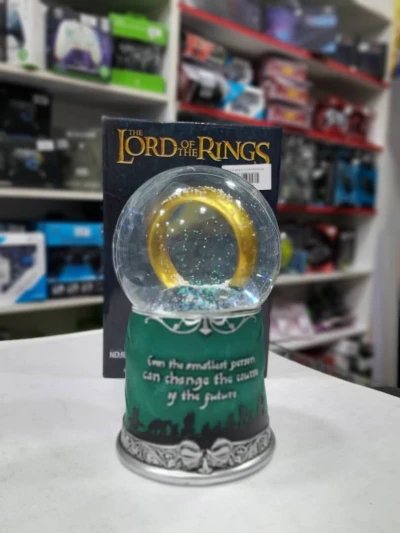 THE
LORD OF THE RINGS
Even the smallest person
can change the course
of the future